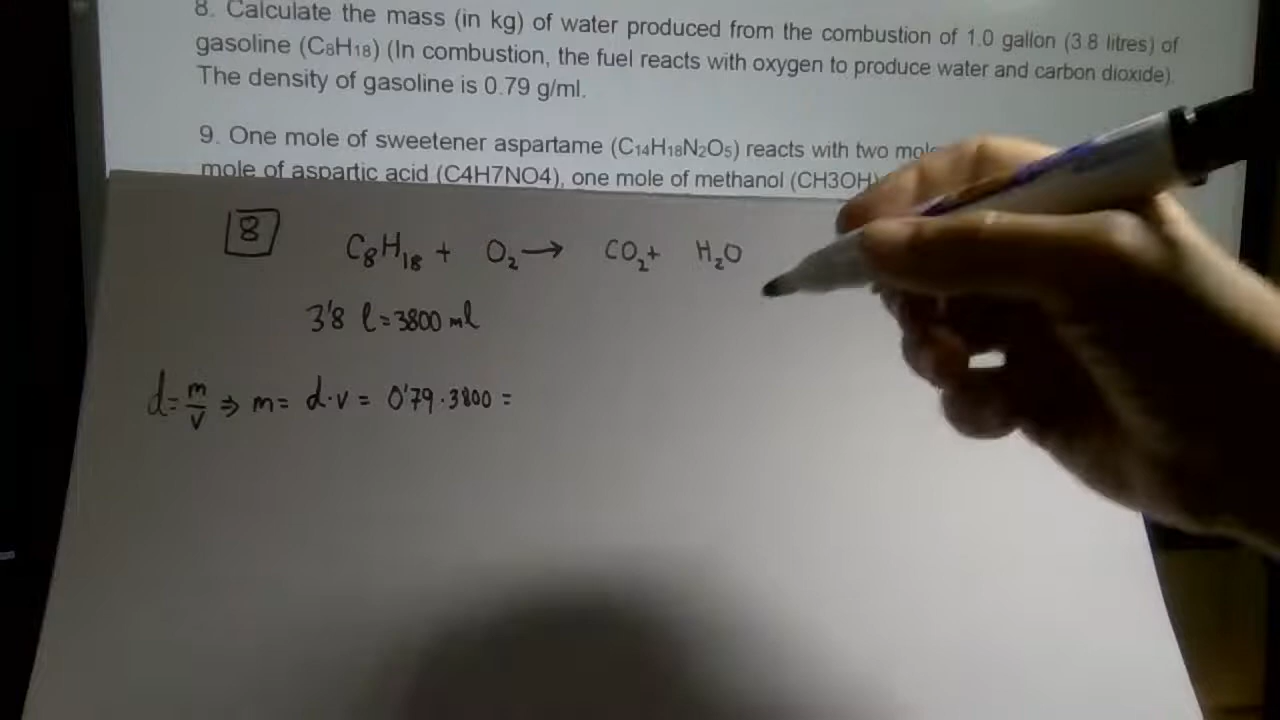 8. Calculate the mass (in kg) of water produced from the combustion of 1.0 gallon (3 8 litres) of
gasoline (C₈H₁₈) (In combustion, the fuel reacts with oxygen to produce water and carbon dioxide).
The density of gasoline is 0.79 g/ml.
9. One mole of sweetener aspartame (C₁₄H₁₈N₂O₅) reacts with two
mole of aspartic acid (C4H7NO4), one mole of methanol (CH3OH)
8
C₈H₁₈ + O₂ → CO₂ + H₂O
3'8 l = 3800 ml
d = m/v ⇒ m = d·v = 0'79·3800 =